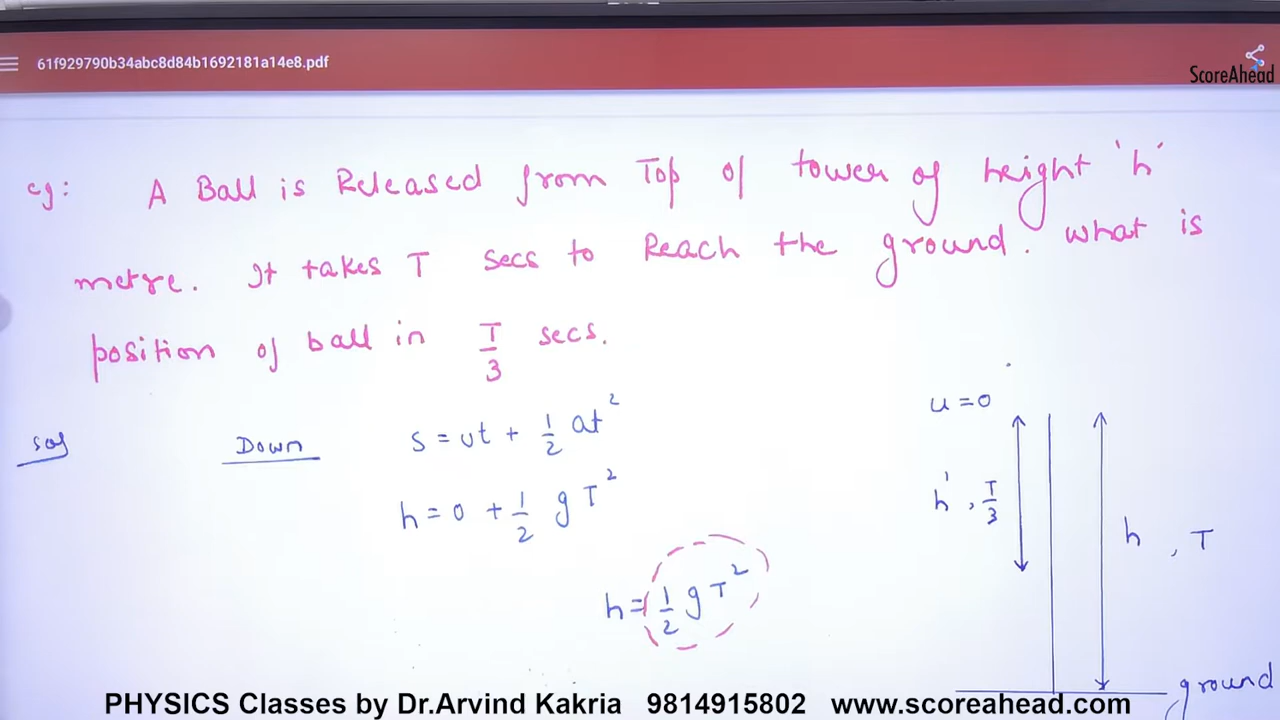 61f929790b34abc8d84b1692181a14e8.pdf
ScoreAhead
eg: A Ball is Released from Top of tower of height 'h'
metre. It takes T secs to Reach the ground. what is
position of ball in T/3 secs.
Sol
Down
s = ut + 1/2 at²
h = 0 + 1/2 g T²
h = 1/2 g T²
u = 0
h', T/3
h, T
ground
PHYSICS Classes by Dr.Arvind Kakria 9814915802 www.scoreahead.com